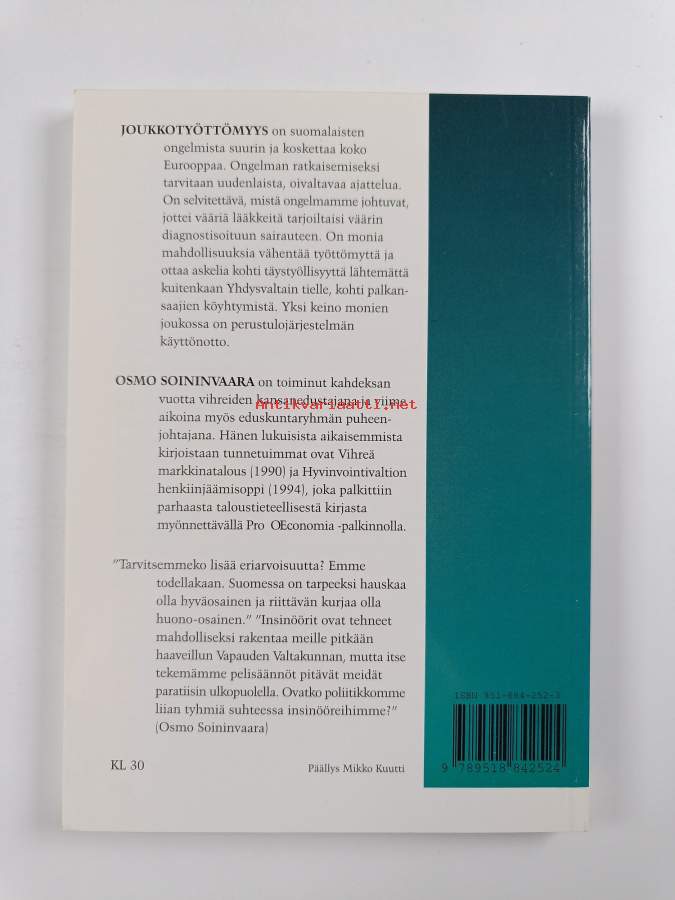 JOUKKOTYÖTTÖMYYS on suomalaisten
ongelmista suurin ja koskettaa koko
Eurooppaa. Ongelman ratkaisemiseksi
tarvitaan uudenlaista, oivaltavaa ajattelua.
On selvitettävä, mistä ongelmamme johtuvat,
jottei vääriä lääkkeitä tarjoiltaisi väärin
diagnostisoituun sairauteen. On monia
mahdollisuuksia vähentää työttömyttä ja
ottaa askelia kohti täystyöllisyyttä lähtemättä
kuitenkaan Yhdysvaltain tielle, kohti palkan-
saajien köyhtymistä. Yksi keino monien
joukossa on perustulojärjestelmän
käyttönotto.
OSMO SOININVAARA on toiminut kahdeksan
vuotta vihreiden kansanedustajana ja viime
Antikvariaatti.net
aikoina myös eduskuntaryhmän puheen-
johtajana. Hänen lukuisista aikaisemmista
kirjoistaan tunnetuimmat ovat Vihreä
markkinatalous (1990) ja Hyvinvointivaltion
henkiinjäämisoppi (1994), joka palkittiin
parhaasta taloustieteellisestä kirjasta
myönnettävällä Pro OEconomia -palkinnolla.
"Tarvitsemmeko lisää eriarvoisuutta? Emme
todellakaan. Suomessa on tarpeeksi hauskaa
olla hyväosainen ja riittävän kurjaa olla
huono-osainen." "Insinöörit ovat tehneet
mahdolliseksi rakentaa meille pitkään
haaveillun Vapauden Valtakunnan, mutta itse
tekemämme pelisäännöt pitävät meidät
paratiisin ulkopuolella. Ovatko poliitikkomme
liian tyhmiä suhteessa insinööreihimme?"
(Osmo Soininvaara)
KL 30
Päällys Mikko Kuutti
ISBN 951-884-252-3
9 789518 842524